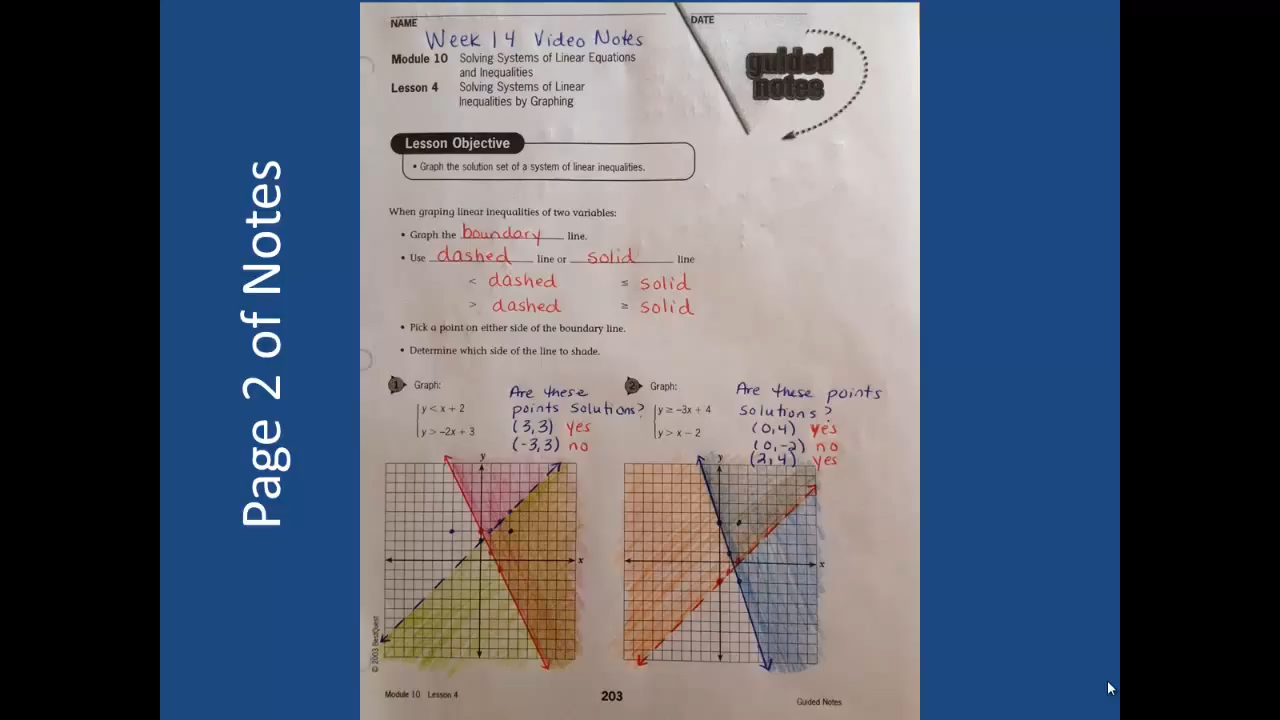 Page 2 of Notes
NAME
DATE
Week 14 Video Notes
Module 10 Solving Systems of Linear Equations
and Inequalities
Lesson 4 Solving Systems of Linear
Inequalities by Graphing
guided
notes
Lesson Objective
• Graph the solution set of a system of linear inequalities.
When graping linear inequalities of two variables:
• Graph the boundary line.
• Use dashed line or solid line
< dashed ≤ solid
> dashed ≥ solid
• Pick a point on either side of the boundary line.
• Determine which side of the line to shade.
1 Graph:
y < x + 2
y > -2x + 3
Are these
points solutions?
(3,3) yes
(-3,3) no
y
x
2 Graph:
y ≥ -3x + 4
y > x - 2
Are these points
solutions?
(0,4) yes
(0,-2) no
(2,4) yes
y
x
© 2003 BestQuest
Module 10 Lesson 4
203
Guided Notes